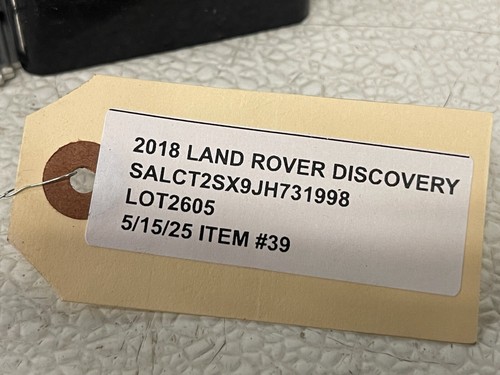 2018 LAND ROVER DISCOVERY
SALCT2SX9JH731998
LOT2605
5/15/25 ITEM #39